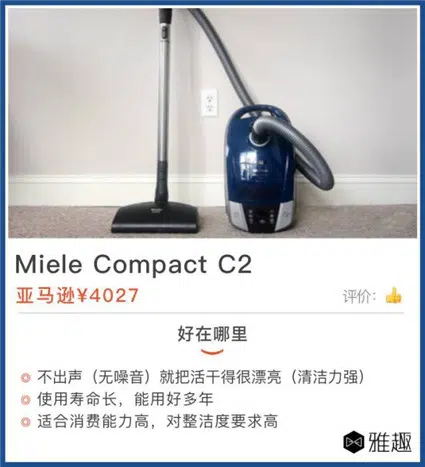 Miele Compact C2
亚马逊¥4027
评价：👍
好在哪里
不出声（无噪音）就把活干得很漂亮（清洁力强）
使用寿命长，能用好多年
适合消费能力高，对整洁度要求高
雅趣